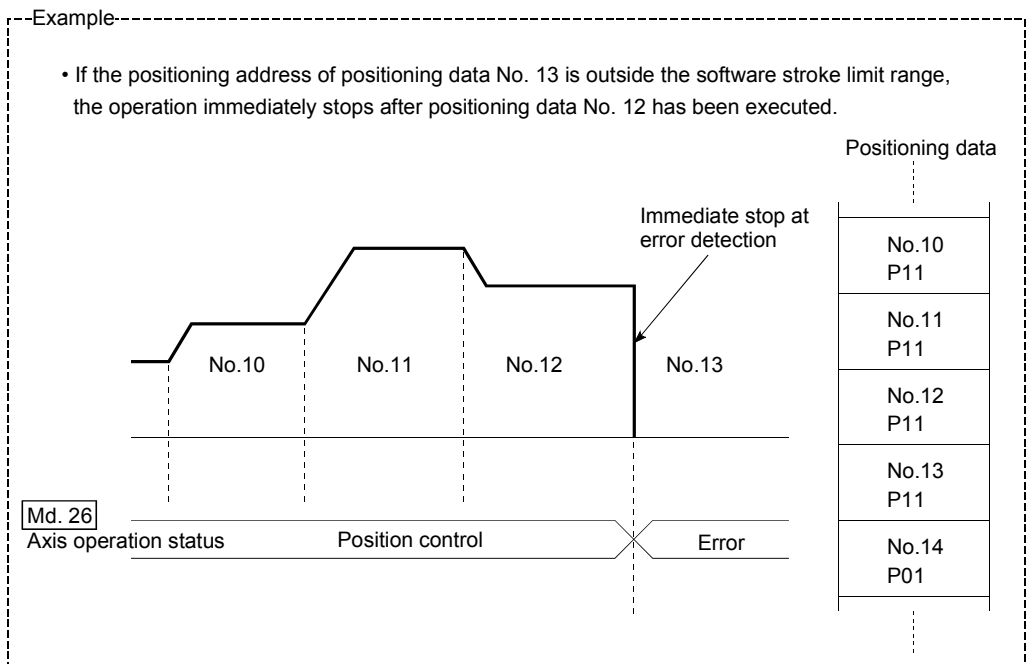 Example
• If the positioning address of positioning data No. 13 is outside the software stroke limit range,
the operation immediately stops after positioning data No. 12 has been executed.
Positioning data
Immediate stop at
error detection
No.10
No.11
No.12
No.13
No.10
P11
No.11
P11
No.12
P11
No.13
P11
No.14
P01
Md. 26
Axis operation status
Position control
Error